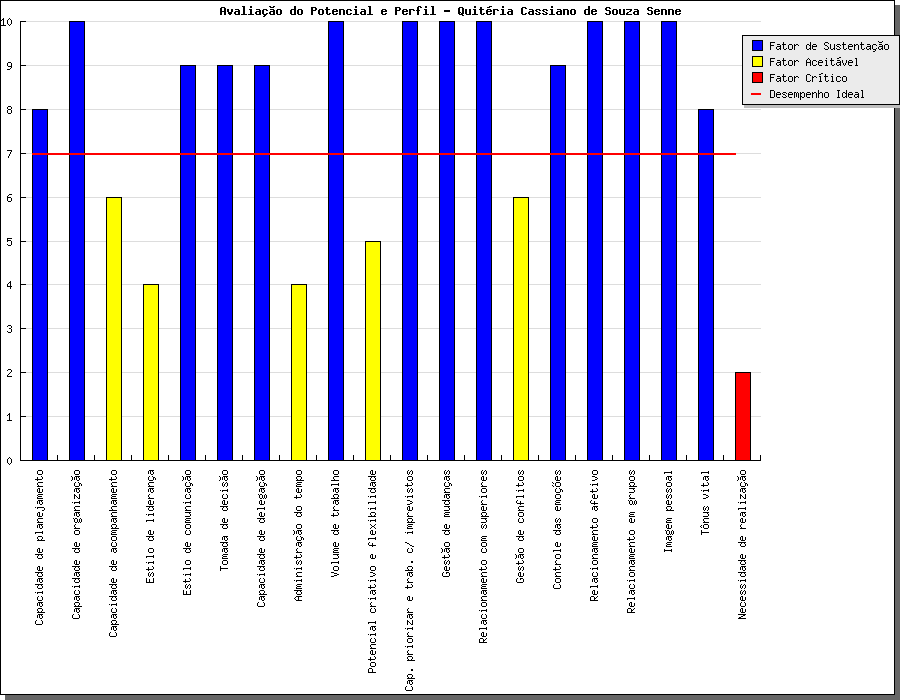 Avaliação do Potencial e Perfil - Quitéria Cassiano de Souza Senne
Fator de Sustentação
Fator Aceitável
Fator Crítico
Desempenho Ideal
10
9
8
7
6
5
4
3
2
1
0
Capacidade de planejamento
Capacidade de organização
Capacidade de acompanhamento
Estilo de liderança
Estilo de comunicação
Tomada de decisão
Capacidade de delegação
Administração do tempo
Volume de trabalho
Potencial criativo e flexibilidade
Cap. priorizar e trab. c/ imprevistos
Gestão de mudanças
Relacionamento com superiores
Gestão de conflitos
Controle das emoções
Relacionamento afetivo
Relacionamento em grupos
Imagem pessoal
Tônus vital
Necessidade de realização